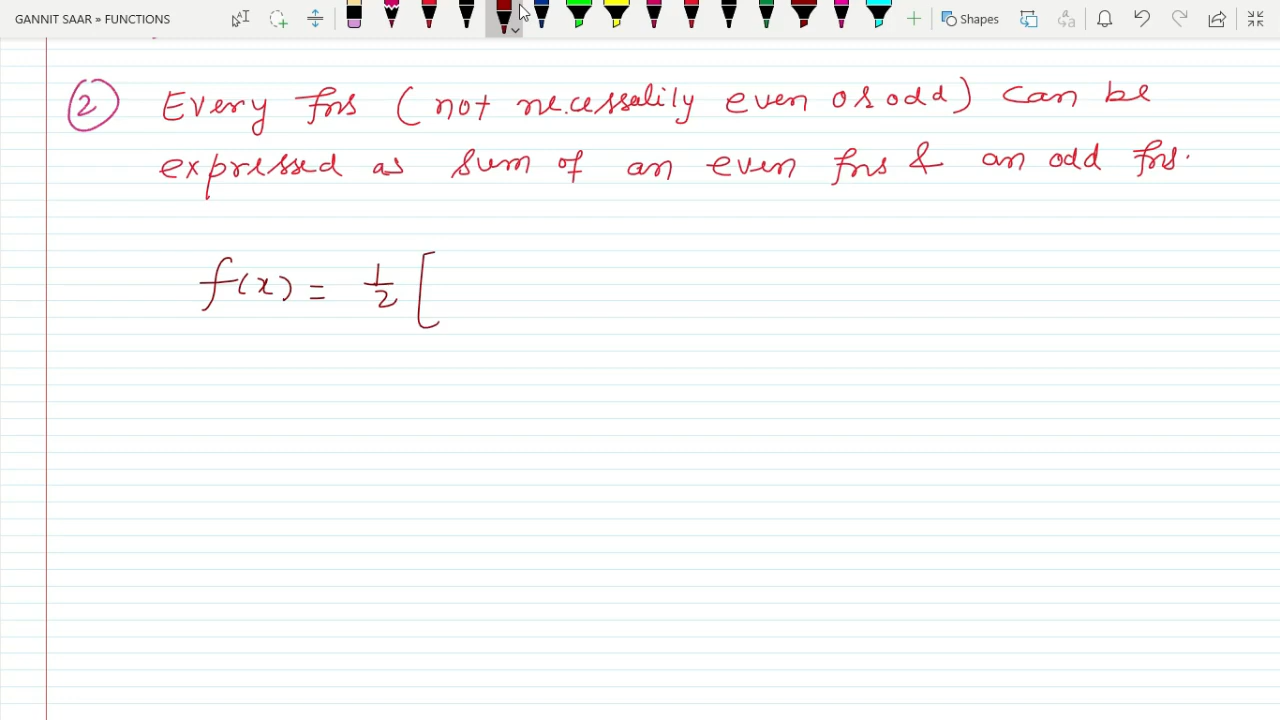 GANNIT SAAR » FUNCTIONS
Shapes
② Every fns (not necessalily even or odd) can be
expressed as sum of an even fns & an odd fns.
f(x) = 1/2 [